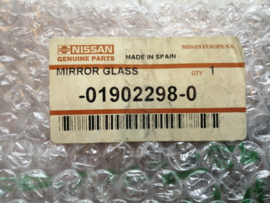 NISSAN
GENUINE PARTS
MADE IN SPAIN
NISSAN EUROPE N.V.
MIRROR GLASS
QTY 1
-01902298-0